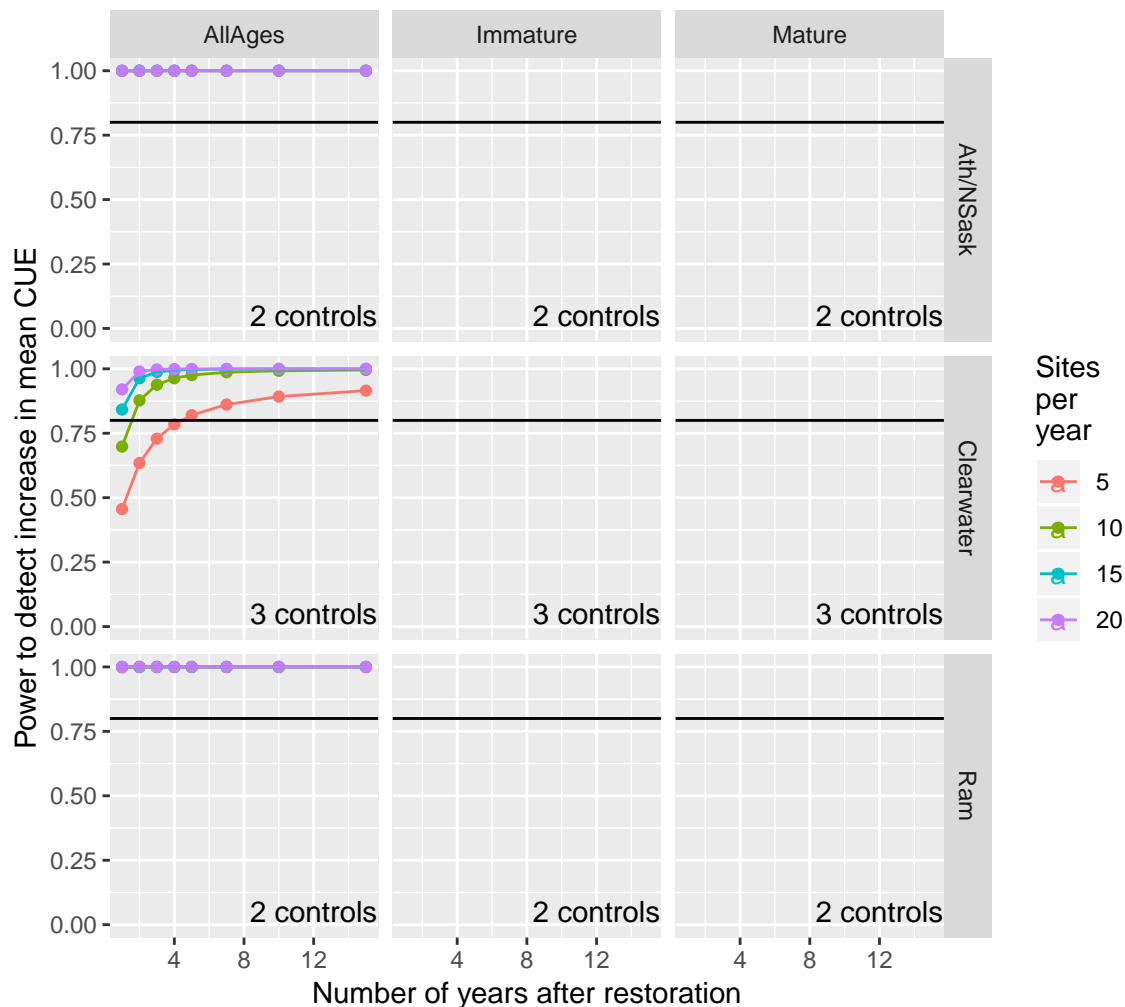 AllAges Immature Mature
Power to detect increase in mean CUE
1.00
0.75
0.50
0.25
0.00
2 controls 2 controls 2 controls
Ath/NSask
1.00
0.75
0.50
0.25
0.00
3 controls 3 controls 3 controls
Clearwater
1.00
0.75
0.50
0.25
0.00
2 controls 2 controls 2 controls
Ram
4 12 4 12 4 12
Number of years after restoration
Sites
per
year
a 5
a 10
a 15
a 20